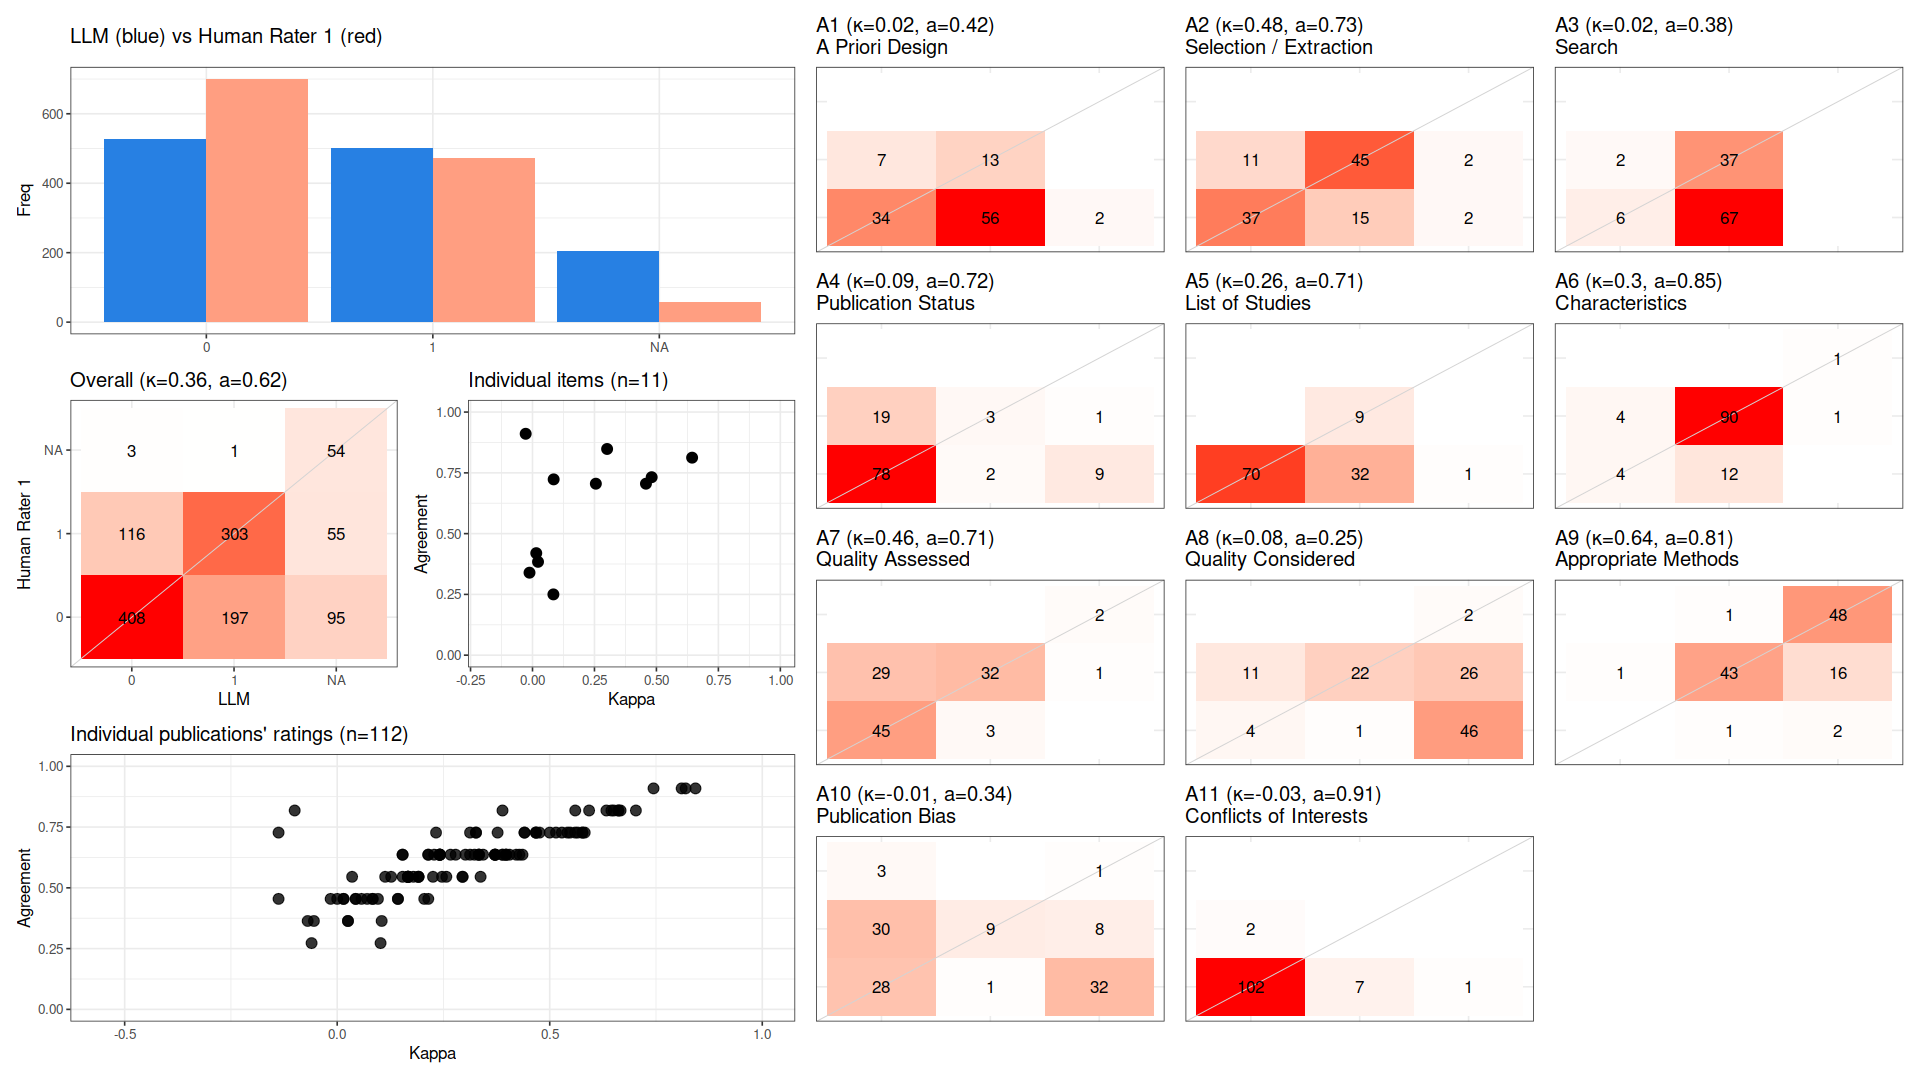 LLM (blue) vs Human Rater 1 (red)
Freq
600
400
200
0
0 1 NA
Overall (κ=0.36, a=0.62)
Human Rater 1
NA 3 1 54
1 116 303 55
0 408 197 95
0 1 NA
LLM
Individual items (n=11)
Agreement
1.00
0.75
0.50
0.25
0.00
-0.25 0.00 0.25 0.50 0.75 1.00
Kappa
Individual publications' ratings (n=112)
Agreement
1.00
0.75
0.50
0.25
0.00
-0.5 0.0 0.5 1.0
Kappa
A1 (κ=0.02, a=0.42)
A Priori Design
7 13
34 56 2
A2 (κ=0.48, a=0.73)
Selection / Extraction
11 45 2
37 15 2
A3 (κ=0.02, a=0.38)
Search
2 37
6 67
A4 (κ=0.09, a=0.72)
Publication Status
19 3 1
78 2 9
A5 (κ=0.26, a=0.71)
List of Studies
9
70 32 1
A6 (κ=0.3, a=0.85)
Characteristics
1
4 90 1
4 12
A7 (κ=0.46, a=0.71)
Quality Assessed
2
29 32 1
45 3
A8 (κ=0.08, a=0.25)
Quality Considered
2
11 22 26
4 1 46
A9 (κ=0.64, a=0.81)
Appropriate Methods
1 48
1 43 16
1 2
A10 (κ=-0.01, a=0.34)
Publication Bias
3 1
30 9 8
28 1 32
A11 (κ=-0.03, a=0.91)
Conflicts of Interests
2
102 7 1